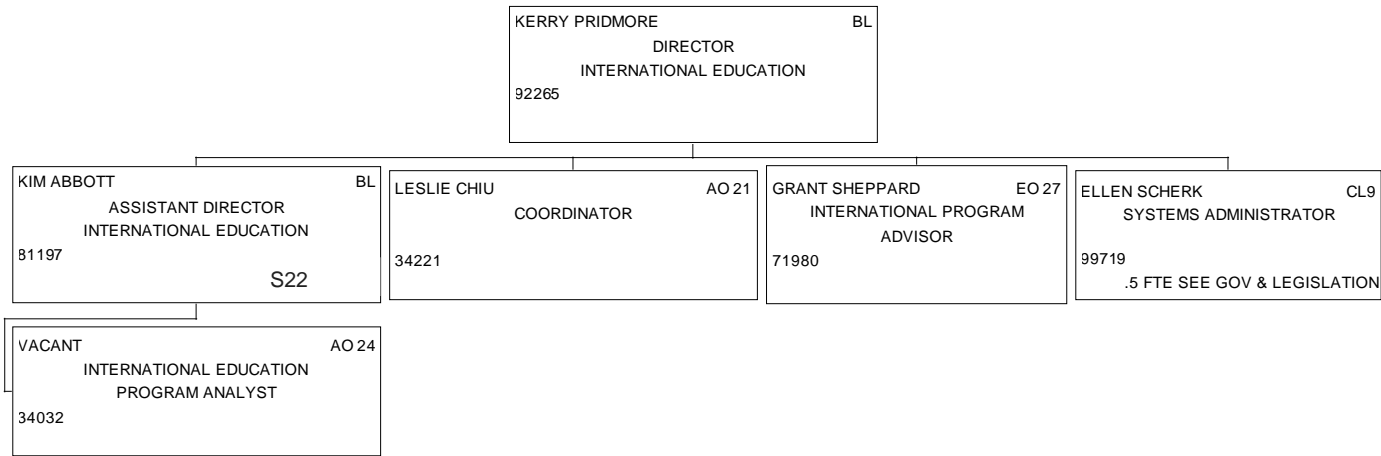 KERRY PRIDMORE BL
DIRECTOR
INTERNATIONAL EDUCATION
92265
KIM ABBOTT BL
ASSISTANT DIRECTOR
INTERNATIONAL EDUCATION
81197
S22
LESLIE CHIU AO 21
COORDINATOR
34221
GRANT SHEPPARD EO 27
INTERNATIONAL PROGRAM
ADVISOR
71980
ELLEN SCHERK CL9
SYSTEMS ADMINISTRATOR
99719
.5 FTE SEE GOV & LEGISLATION
VACANT AO 24
INTERNATIONAL EDUCATION
PROGRAM ANALYST
34032